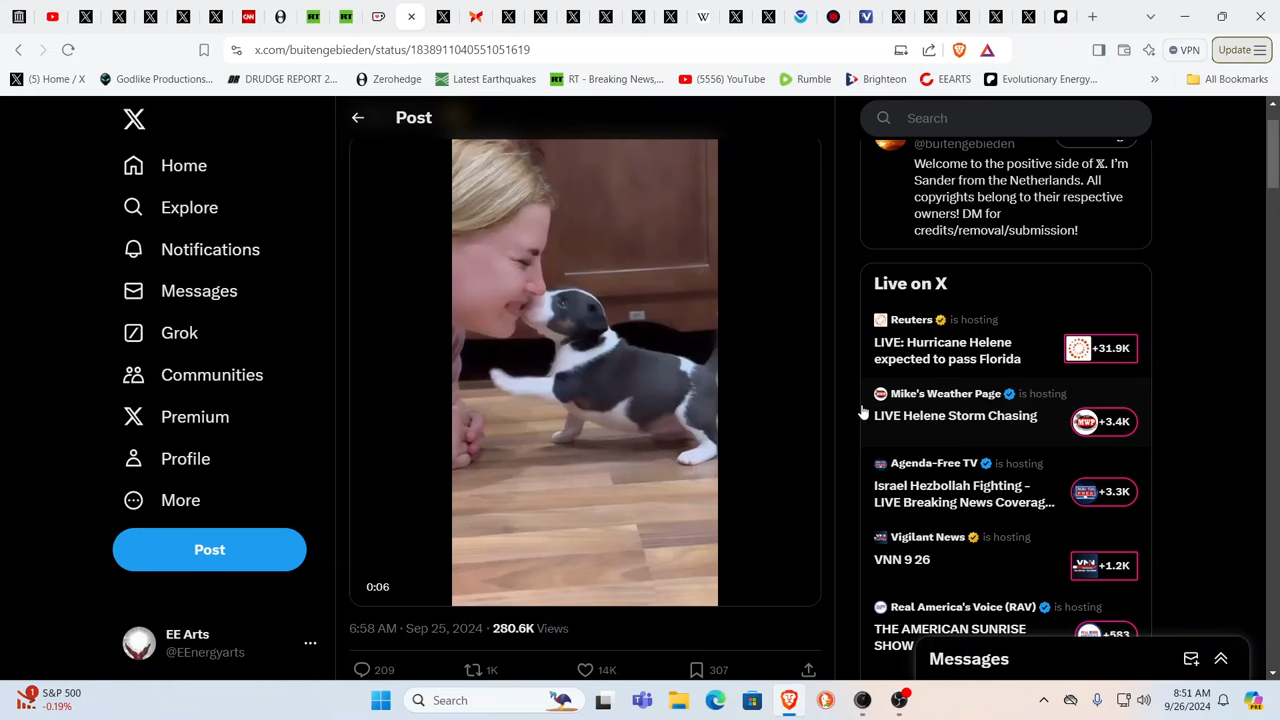 x.com/buitengebieden/status/1838911040551051619
VPN
Update
(5) Home / X
Godlike Productions...
DRUDGE REPORT 2...
Zerohedge
Latest Earthquakes
RT - Breaking News,...
(5556) YouTube
Rumble
Brighteon
EEARTS
Evolutionary Energy...
All Bookmarks
Home
Explore
Notifications
Messages
Grok
Communities
Premium
Profile
More
Post
EE Arts
@EEnergyarts
Post
0:06
6:58 AM · Sep 25, 2024 · 280.6K Views
209
1K
14K
307
Search
@buitengebieden
Welcome to the positive side of 𝕏. I’m
Sander from the Netherlands. All
copyrights belong to their respective
owners! DM for
credits/removal/submission!
Live on X
Reuters is hosting
LIVE: Hurricane Helene
expected to pass Florida
+31.9K
Mike's Weather Page is hosting
LIVE Helene Storm Chasing
MWP
+3.4K
Agenda-Free TV is hosting
Israel Hezbollah Fighting –
LIVE Breaking News Coverag...
+3.3K
Vigilant News is hosting
VNN 9 26
VNN
+1.2K
Real America's Voice (RAV) is hosting
THE AMERICAN SUNRISE
SHOW
+583
Messages
1
S&P 500
-0.19%
Search
8:51 AM
9/26/2024